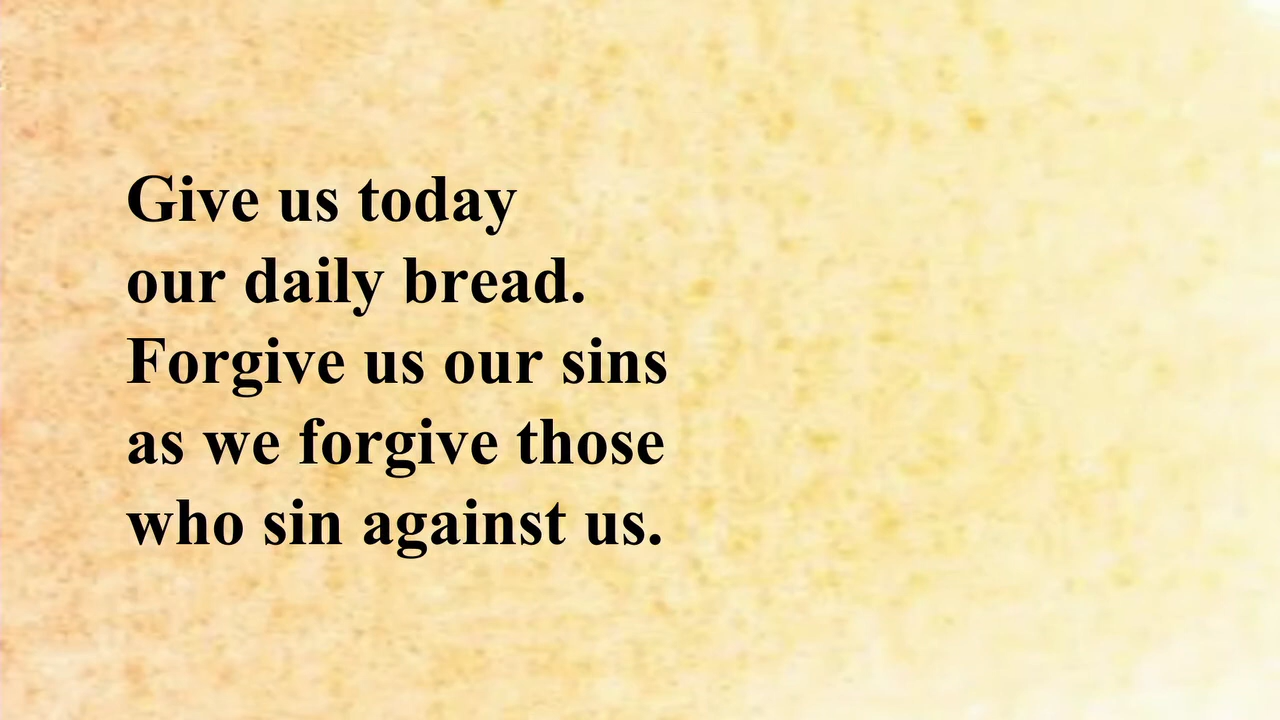 Give us today
our daily bread.
Forgive us our sins
as we forgive those
who sin against us.